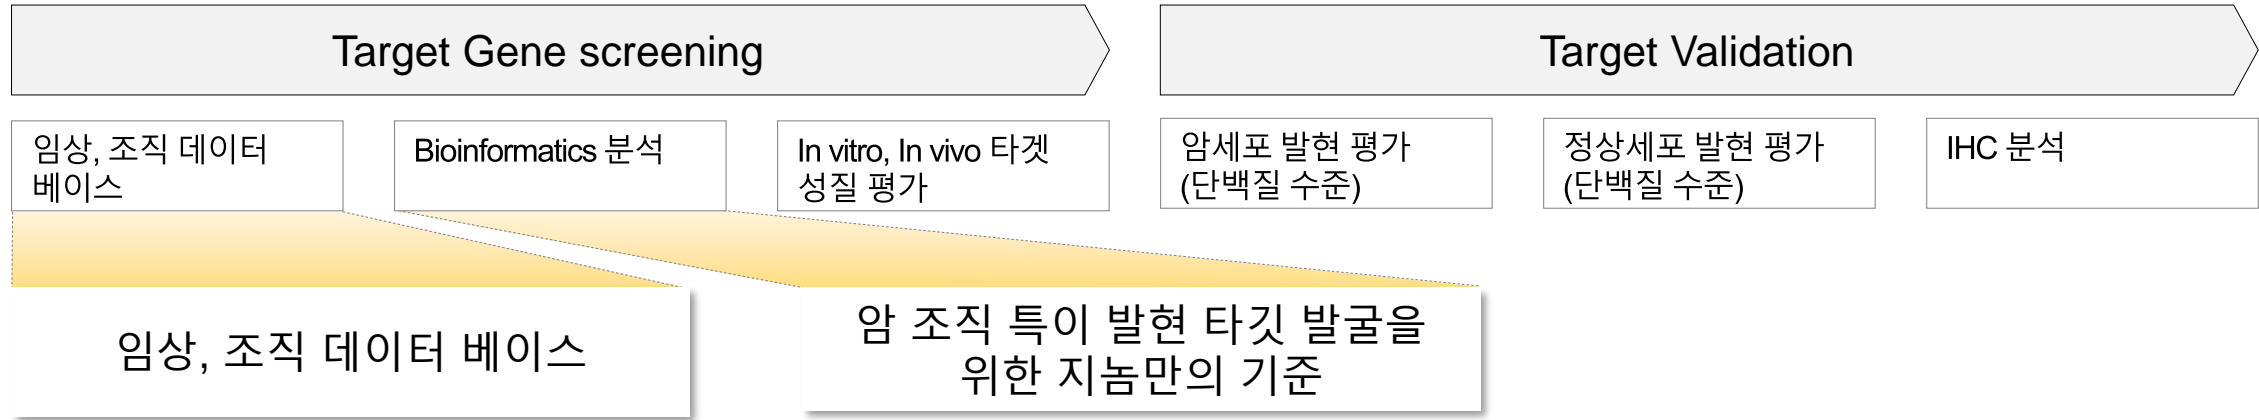 Target Gene screening
Target Validation
임상, 조직 데이터
베이스
Bioinformatics 분석
In vitro, In vivo 타겟
성질 평가
암세포 발현 평가
(단백질 수준)
정상세포 발현 평가
(단백질 수준)
IHC 분석
임상, 조직 데이터 베이스
암 조직 특이 발현 타깃 발굴을
위한 지놈만의 기준